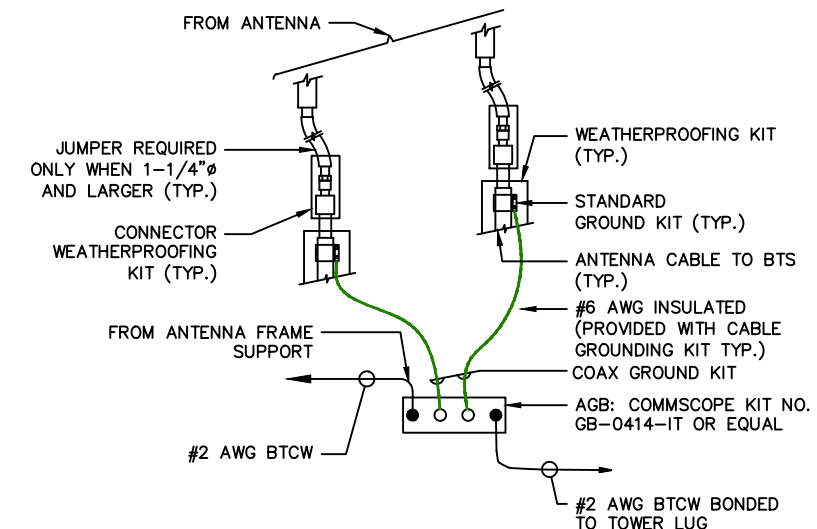 FROM ANTENNA
JUMPER REQUIRED
ONLY WHEN 1-1/4"ø
AND LARGER (TYP.)
CONNECTOR
WEATHERPROOFING
KIT (TYP.)
FROM ANTENNA FRAME
SUPPORT
#2 AWG BTCW
WEATHERPROOFING KIT
(TYP.)
STANDARD
GROUND KIT (TYP.)
ANTENNA CABLE TO BTS
(TYP.)
#6 AWG INSULATED
(PROVIDED WITH CABLE
GROUNDING KIT TYP.)
COAX GROUND KIT
AGB: COMMSCOPE KIT NO.
GB-0414-IT OR EQUAL
#2 AWG BTCW BONDED
TO TOWER LUG